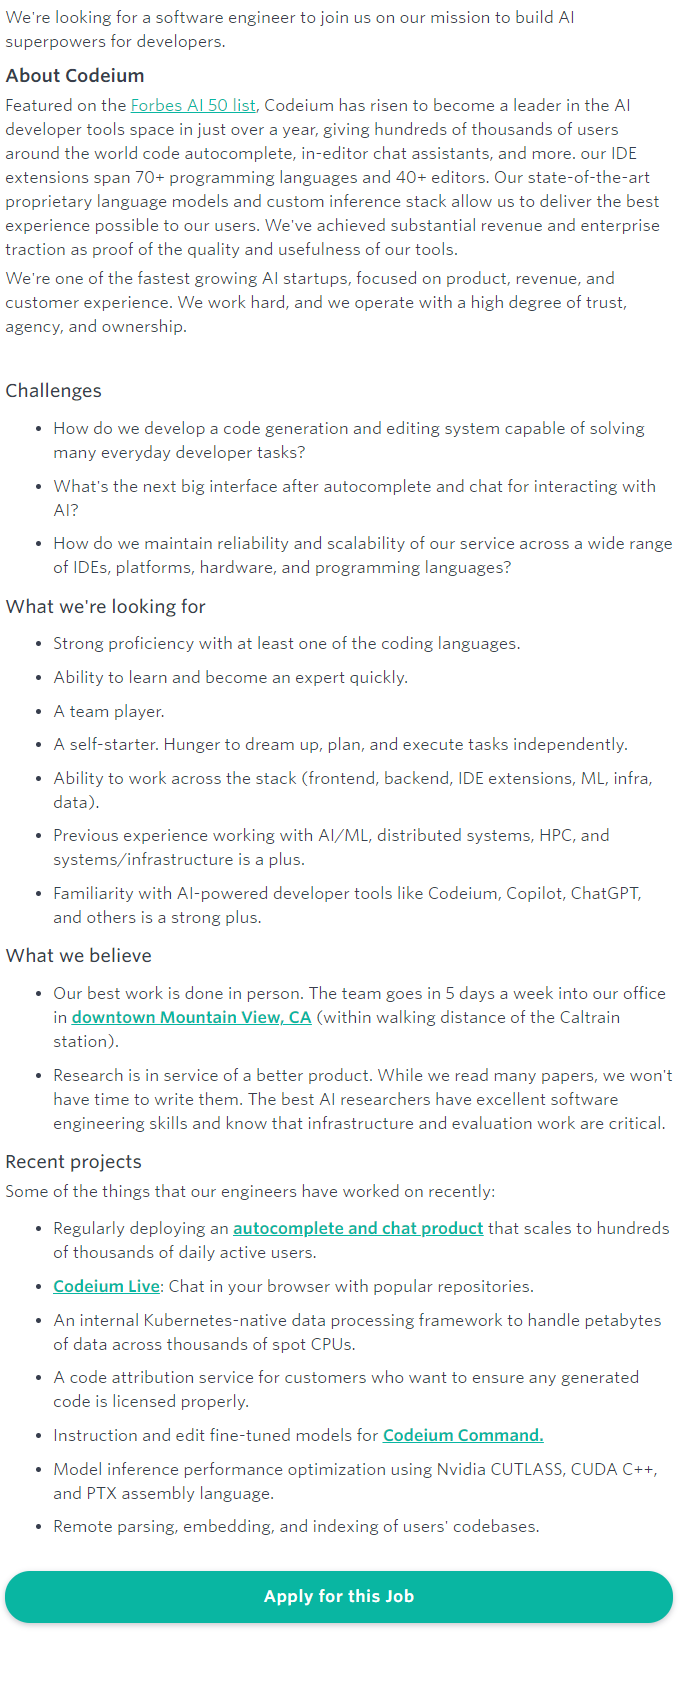 We're looking for a software engineer to join us on our mission to build AI
superpowers for developers.
About Codeium
Featured on the Forbes AI 50 list, Codeium has risen to become a leader in the AI
developer tools space in just over a year, giving hundreds of thousands of users
around the world code autocomplete, in-editor chat assistants, and more. our IDE
extensions span 70+ programming languages and 40+ editors. Our state-of-the-art
proprietary language models and custom inference stack allow us to deliver the best
experience possible to our users. We've achieved substantial revenue and enterprise
traction as proof of the quality and usefulness of our tools.
We're one of the fastest growing AI startups, focused on product, revenue, and
customer experience. We work hard, and we operate with a high degree of trust,
agency, and ownership.
Challenges
• How do we develop a code generation and editing system capable of solving
many everyday developer tasks?
• What's the next big interface after autocomplete and chat for interacting with
AI?
• How do we maintain reliability and scalability of our service across a wide range
of IDEs, platforms, hardware, and programming languages?
What we're looking for
• Strong proficiency with at least one of the coding languages.
• Ability to learn and become an expert quickly.
• A team player.
• A self-starter. Hunger to dream up, plan, and execute tasks independently.
• Ability to work across the stack (frontend, backend, IDE extensions, ML, infra,
data).
• Previous experience working with AI/ML, distributed systems, HPC, and
systems/infrastructure is a plus.
• Familiarity with AI-powered developer tools like Codeium, Copilot, ChatGPT,
and others is a strong plus.
What we believe
• Our best work is done in person. The team goes in 5 days a week into our office
in downtown Mountain View, CA (within walking distance of the Caltrain
station).
• Research is in service of a better product. While we read many papers, we won't
have time to write them. The best AI researchers have excellent software
engineering skills and know that infrastructure and evaluation work are critical.
Recent projects
Some of the things that our engineers have worked on recently:
• Regularly deploying an autocomplete and chat product that scales to hundreds
of thousands of daily active users.
• Codeium Live: Chat in your browser with popular repositories.
• An internal Kubernetes-native data processing framework to handle petabytes
of data across thousands of spot CPUs.
• A code attribution service for customers who want to ensure any generated
code is licensed properly.
• Instruction and edit fine-tuned models for Codeium Command.
• Model inference performance optimization using Nvidia CUTLASS, CUDA C++,
and PTX assembly language.
• Remote parsing, embedding, and indexing of users' codebases.
Apply for this Job